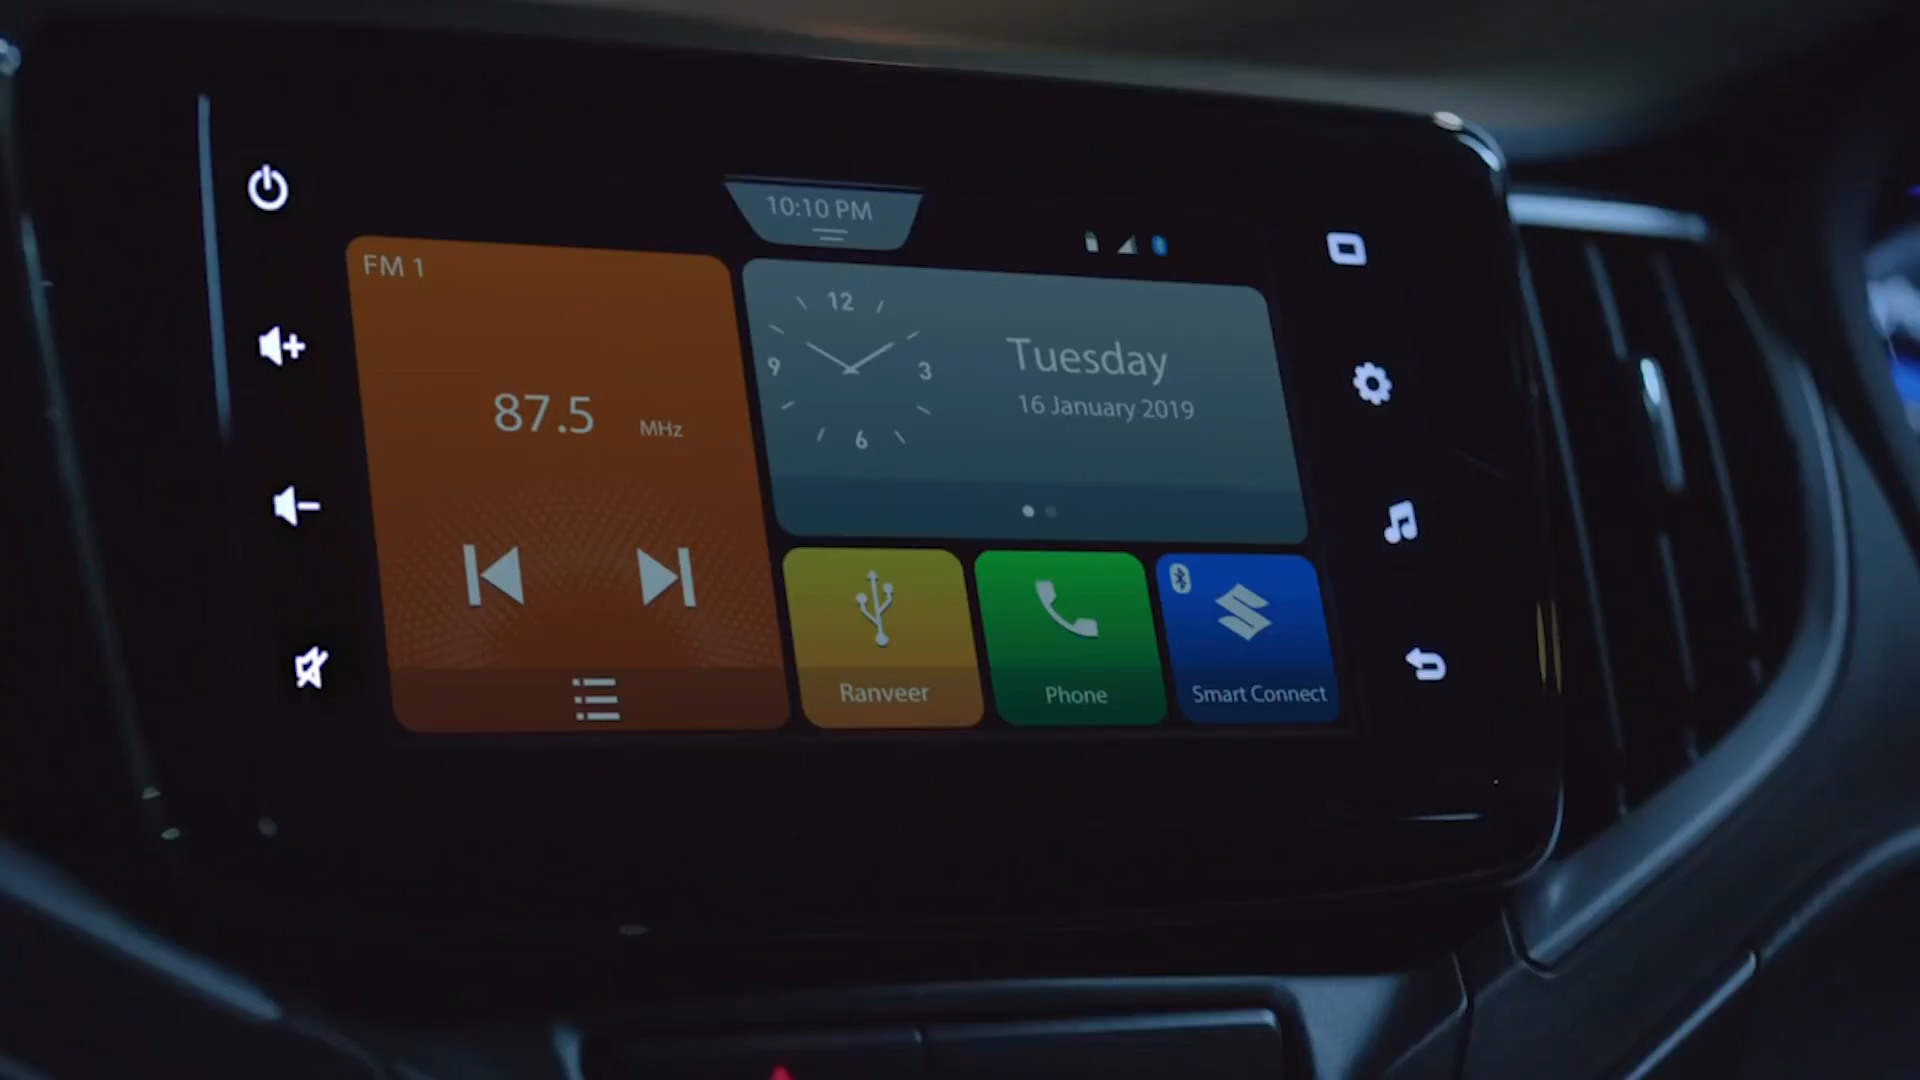 10:10 PM
FM 1
87.5 MHz
12
9
3
6
Tuesday
16 January 2019
Ranveer
Phone
Smart Connect